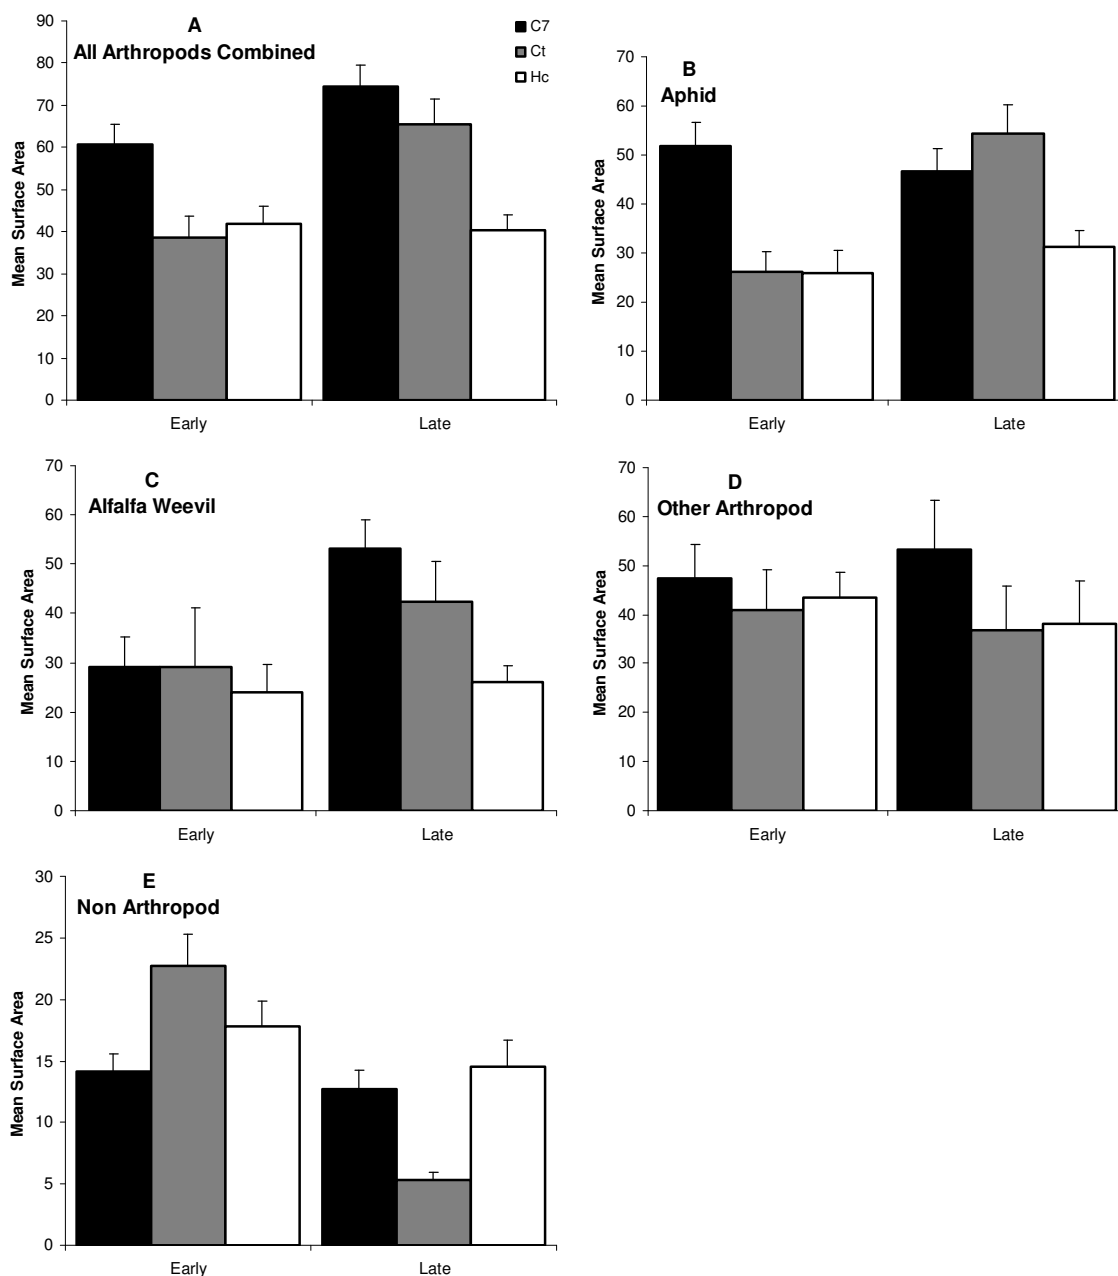 A
All Arthropods Combined
C7
Ct
Hc
Mean Surface Area
90
80
70
60
50
40
30
20
10
0
Early
Late
B
Aphid
Mean Surface Area
70
60
50
40
30
20
10
0
Early
Late
C
Alfalfa Weevil
Mean Surface Area
70
60
50
40
30
20
10
0
Early
Late
D
Other Arthropod
Mean Surface Area
70
60
50
40
30
20
10
0
Early
Late
E
Non Arthropod
Mean Surface Area
30
25
20
15
10
5
0
Early
Late